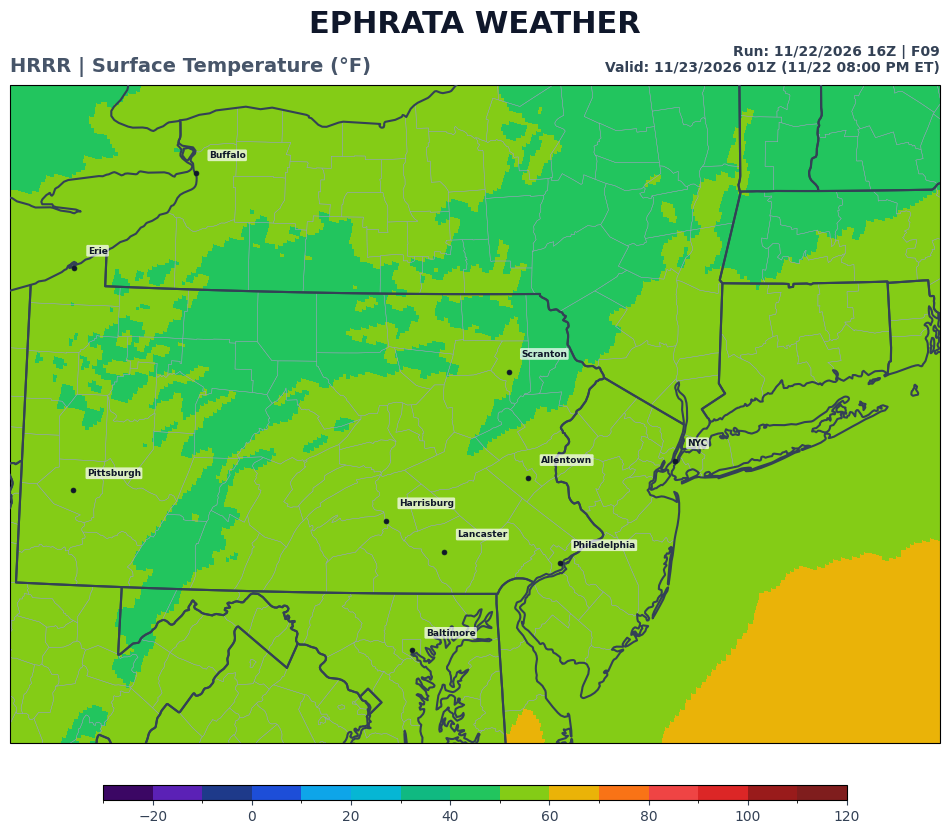 EPHRATA WEATHER
HRRR | Surface Temperature (°F)
Run: 11/22/2026 16Z | F09
Valid: 11/23/2026 01Z (11/22 08:00 PM ET)
Buffalo
Erie
Scranton
NYC
Pittsburgh
Allentown
Harrisburg
Lancaster
Philadelphia
Baltimore
−20 0 20 40 60 80 100 120